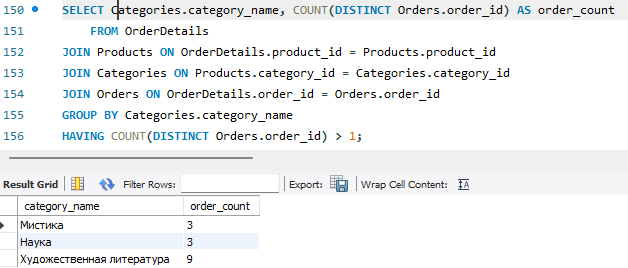 150 SELECT Categories.category_name, COUNT(DISTINCT Orders.order_id) AS order_count
151 FROM OrderDetails
152 JOIN Products ON OrderDetails.product_id = Products.product_id
153 JOIN Categories ON Products.category_id = Categories.category_id
154 JOIN Orders ON OrderDetails.order_id = Orders.order_id
155 GROUP BY Categories.category_name
156 HAVING COUNT(DISTINCT Orders.order_id) > 1;
Result Grid Filter Rows: Export: Wrap Cell Content: IA
category_name order_count
Мистика 3
Наука 3
Художественная литература 9